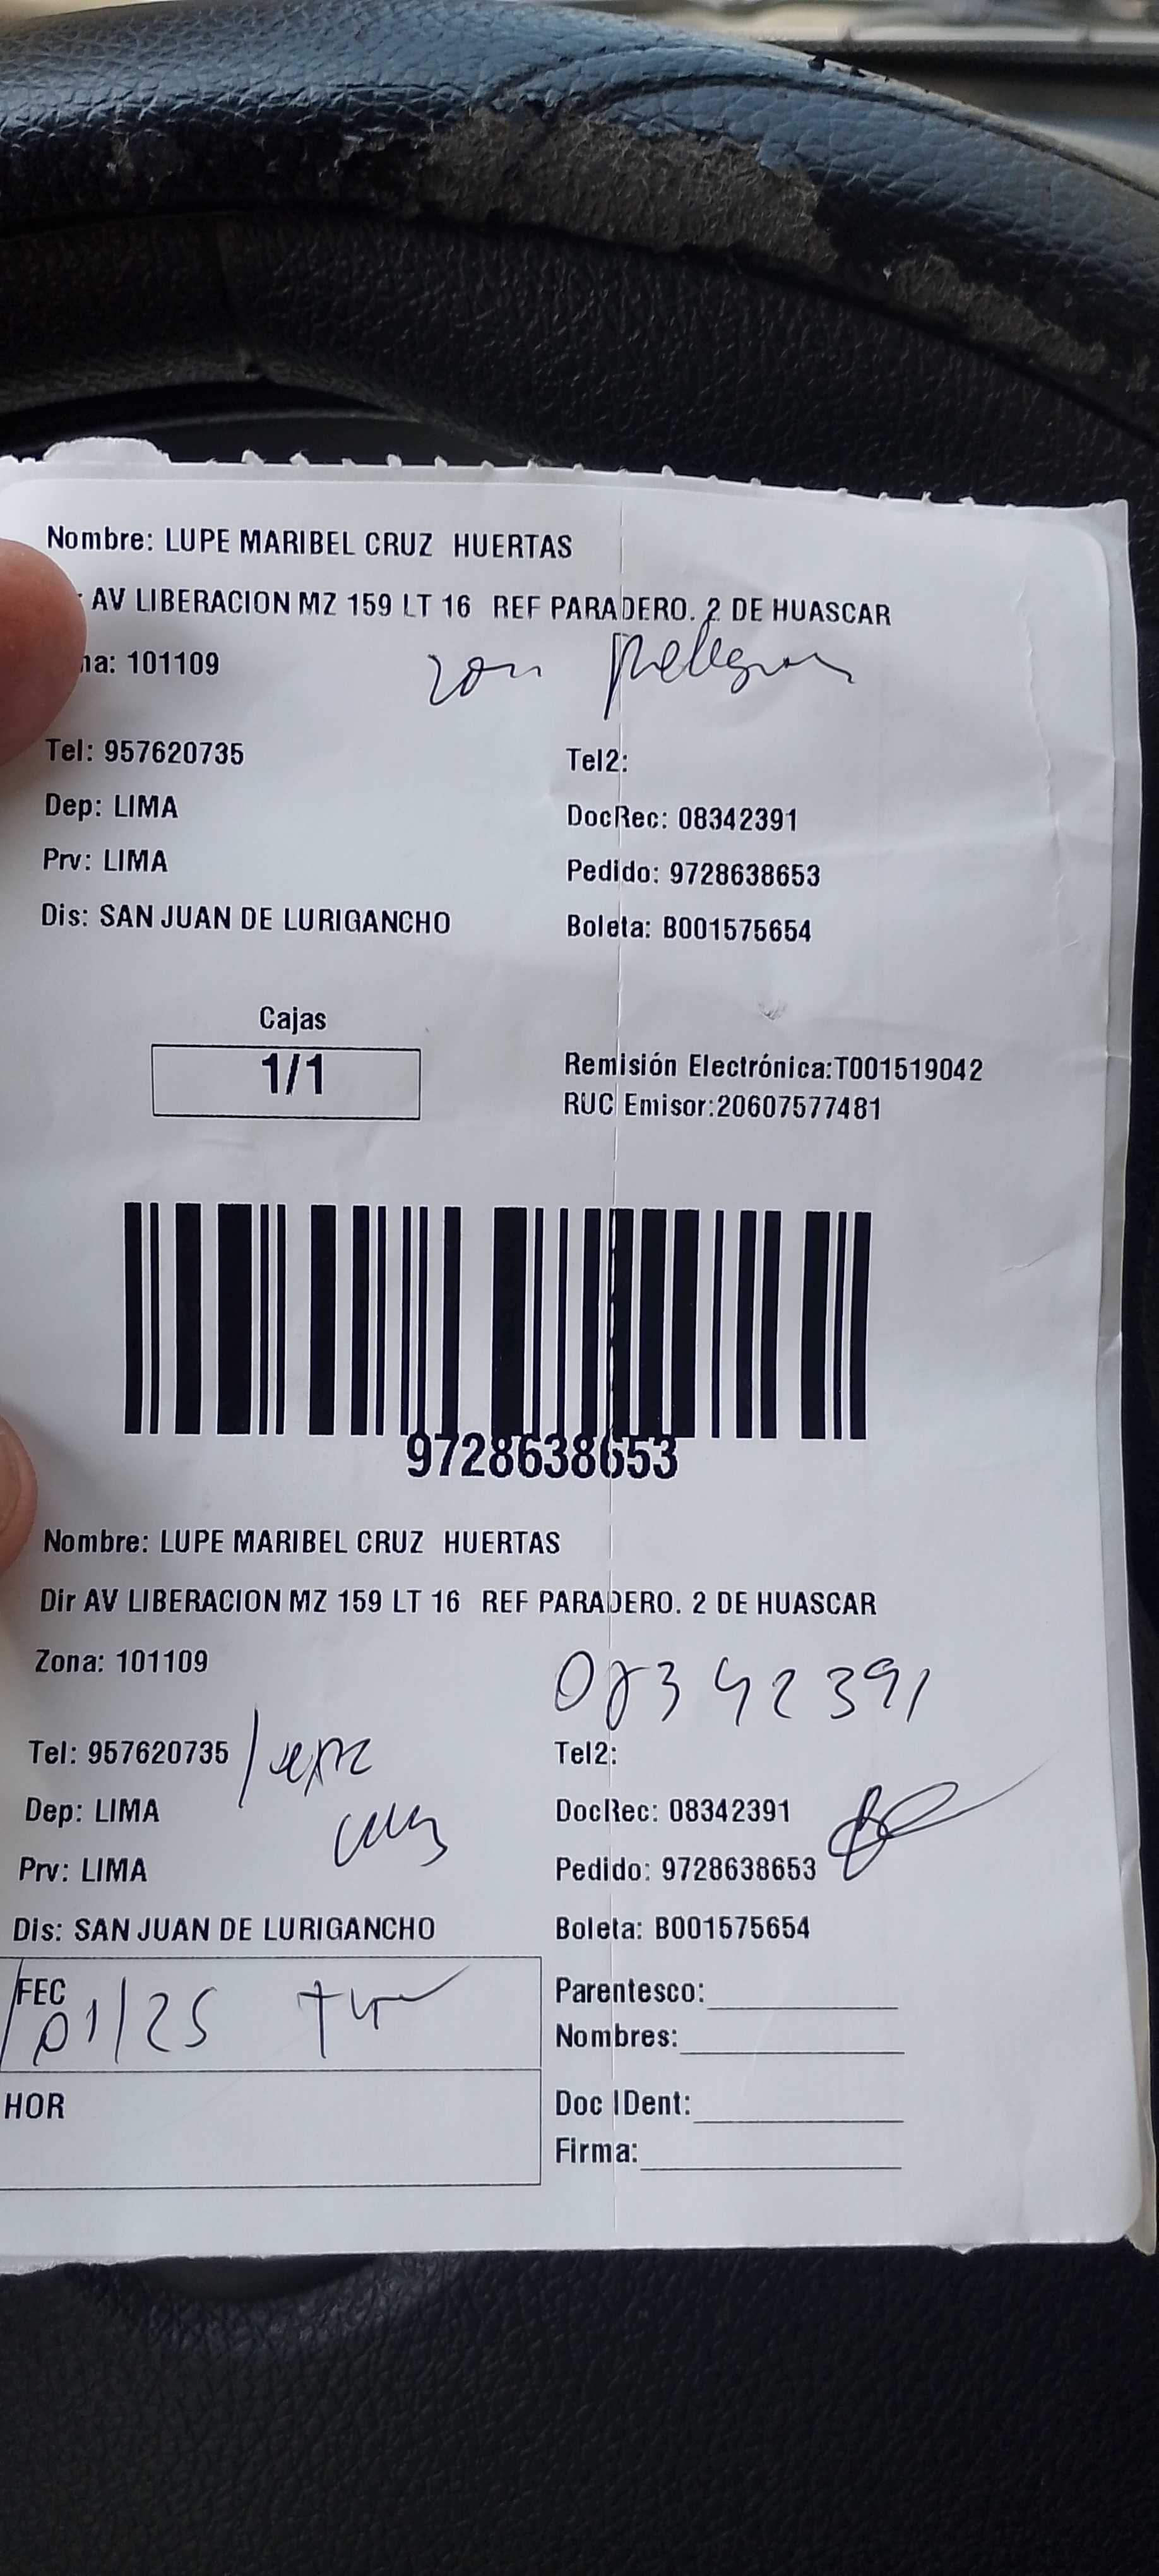 Nombre: LUPE MARIBEL CRUZ HUERTAS
AV LIBERACION MZ 159 LT 16 REF PARADERO. 2 DE HUASCAR
na: 101109
Tel: 957620735
Tel2:
Dep: LIMA
DocRec: 08342391
Prv: LIMA
Pedido: 9728638653
Dis: SAN JUAN DE LURIGANCHO
Boleta: B001575654
Cajas
1/1
Remisión Electrónica:T001519042
RUC Emisor:20607577481
9728638653
Nombre: LUPE MARIBEL CRUZ HUERTAS
Dir AV LIBERACION MZ 159 LT 16 REF PARADERO. 2 DE HUASCAR
Zona: 101109
08342391
Tel: 957620735
Tel2:
Dep: LIMA
DocRec: 08342391
Prv: LIMA
Pedido: 9728638653
Dis: SAN JUAN DE LURIGANCHO
Boleta: B001575654
FEC
/01/25
Parentesco:
Nombres:
HOR
Doc IDent:
Firma: